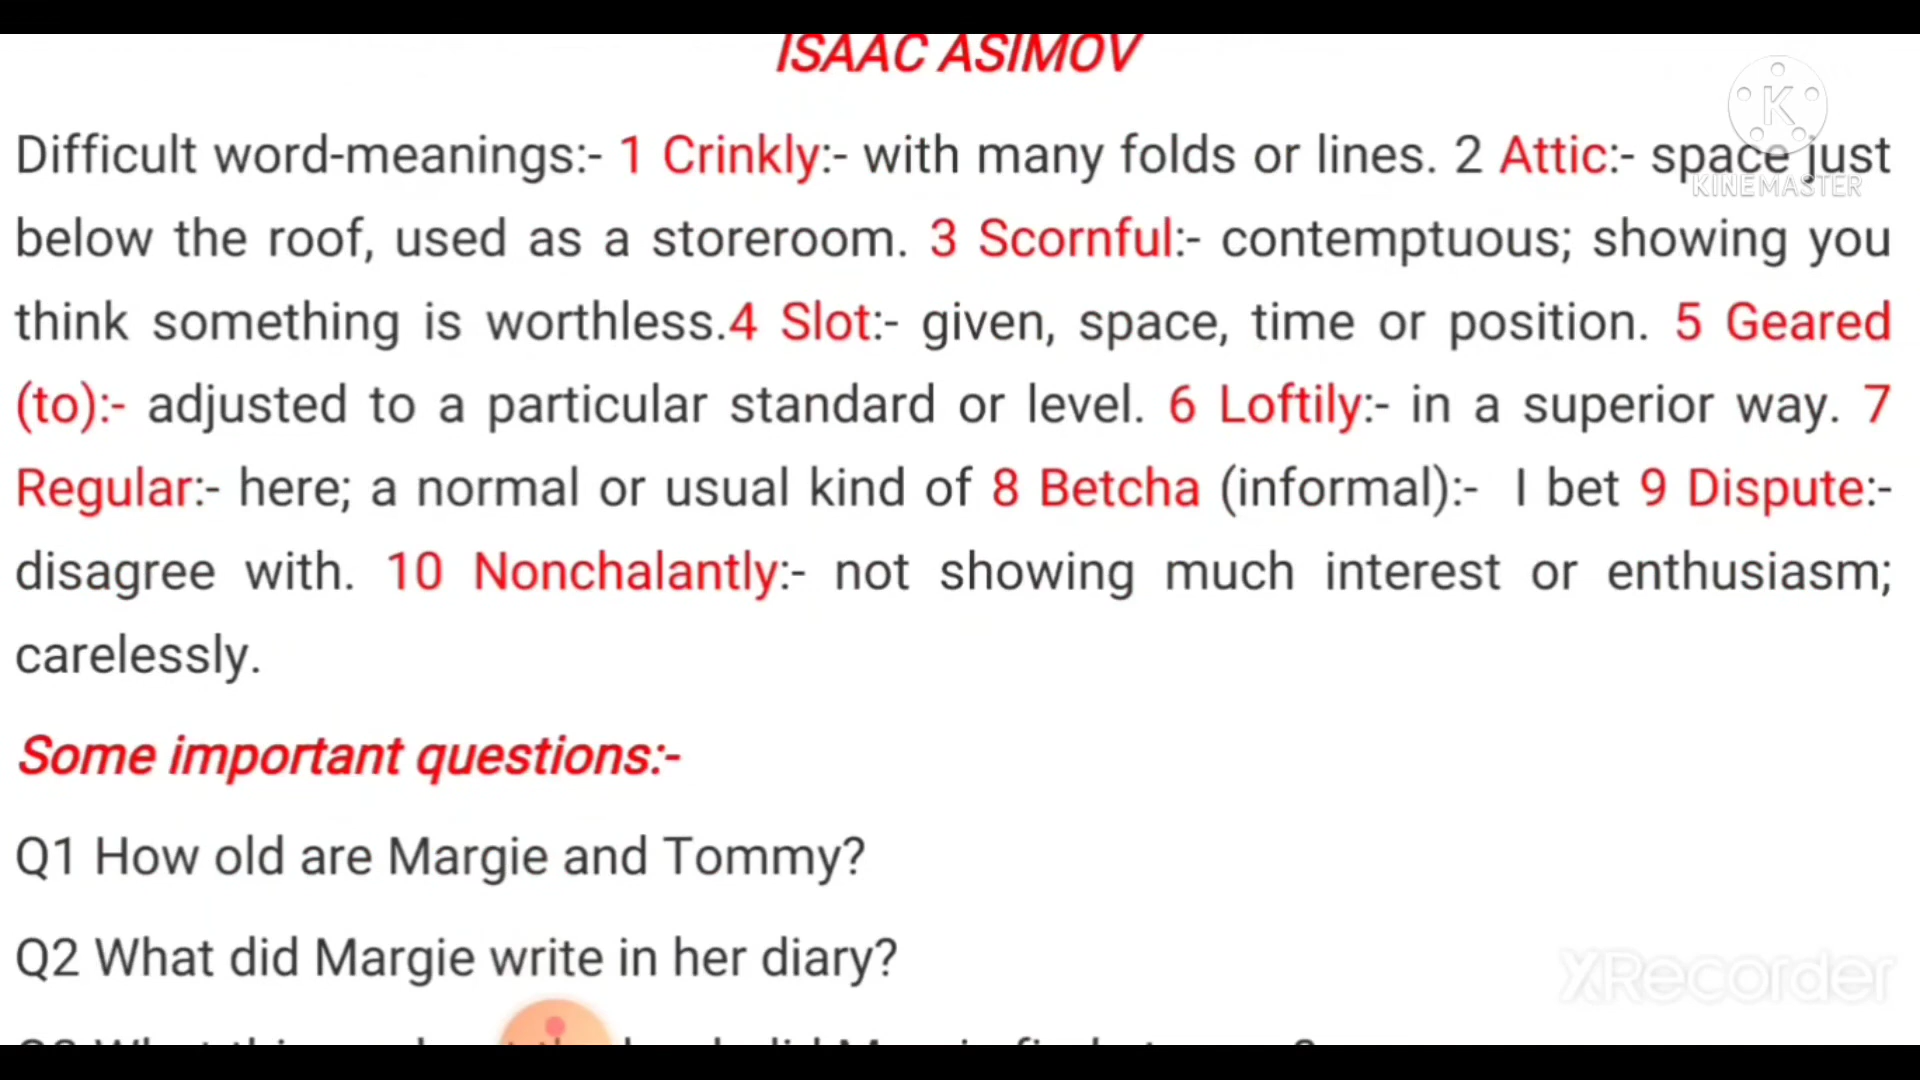 ISAAC ASIMOV
K
KINEMASTER
Difficult word-meanings:- 1 Crinkly:- with many folds or lines. 2 Attic:- space just
below the roof, used as a storeroom. 3 Scornful:- contemptuous; showing you
think something is worthless.4 Slot:- given, space, time or position. 5 Geared
(to):- adjusted to a particular standard or level. 6 Loftily:- in a superior way. 7
Regular:- here; a normal or usual kind of 8 Betcha (informal):- I bet 9 Dispute:-
disagree with. 10 Nonchalantly:- not showing much interest or enthusiasm;
carelessly.
Some important questions:-
Q1 How old are Margie and Tommy?
Q2 What did Margie write in her diary?
XRecorder